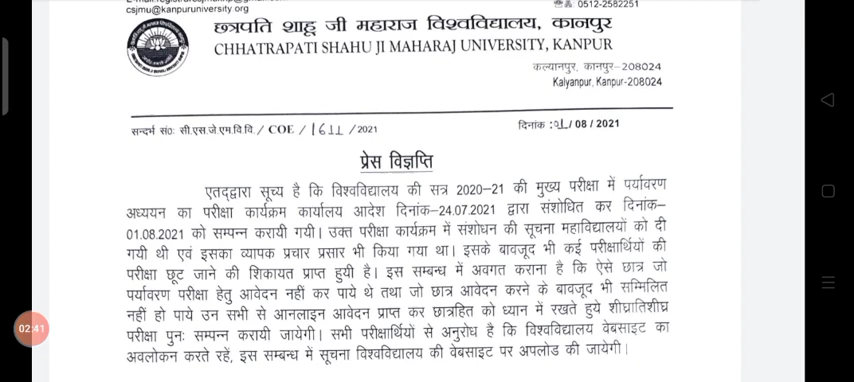 csjmu@kanpuruniversity.org
0512-2582251
छत्रपति शाहू जी महाराज विश्वविद्यालय, कानपुर
CHHATRAPATI SHAHU JI MAHARAJ UNIVERSITY, KANPUR
कल्यानपुर, कानपुर-208024
Kalyanpur, Kanpur-208024
सन्दर्भ सं०: सी.एस.जे.एम.वि.वि./ COE / 1611 /2021
दिनांक :01/08/2021
प्रेस विज्ञप्ति
एतद्द्वारा सूच्य है कि विश्वविद्यालय की सत्र 2020-21 की मुख्य परीक्षा में पर्यावरण
अध्ययन का परीक्षा कार्यक्रम कार्यालय आदेश दिनांक-24.07.2021 द्वारा संशोधित कर दिनांक-
01.08.2021 को सम्पन्न करायी गयी। उक्त परीक्षा कार्यक्रम में संशोधन की सूचना महाविद्यालयों को दी
गयी थी एवं इसका व्यापक प्रचार प्रसार भी किया गया था। इसके बावजूद भी कई परीक्षार्थियों की
परीक्षा छूट जाने की शिकायत प्राप्त हुयी है। इस सम्बन्ध में अवगत कराना है कि ऐसे छात्र जो
पर्यावरण परीक्षा हेतु आवेदन नहीं कर पाये थे तथा जो छात्र आवेदन करने के बावजूद भी सम्मिलित
नहीं हो पाये उन सभी से आनलाइन आवेदन प्राप्त कर छात्रहित को ध्यान में रखते हुये शीघ्रातिशीघ्र
परीक्षा पुनः सम्पन्न करायी जायेगी। सभी परीक्षार्थियों से अनुरोध है कि विश्वविद्यालय वेबसाइट का
अवलोकन करते रहें, इस सम्बन्ध में सूचना विश्वविद्यालय की वेबसाइट पर अपलोड की जायेगी।
02:41